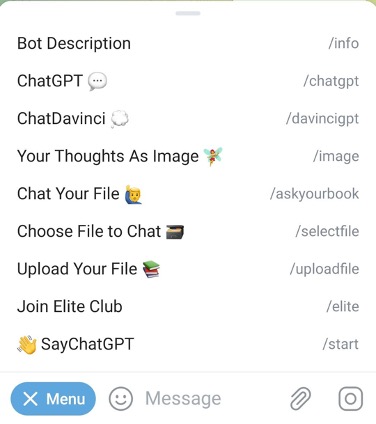 Bot Description /info
ChatGPT 💬 /chatgpt
ChatDavinci 💭 /davincigpt
Your Thoughts As Image 🧚 /image
Chat Your File 🙋‍♂️ /askyourbook
Choose File to Chat 🗃️ /selectfile
Upload Your File 📚 /uploadfile
Join Elite Club /elite
👋 SayChatGPT /start
Menu Message